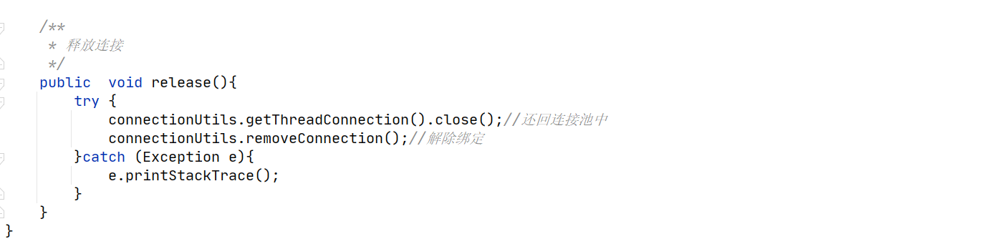 /**
* 释放连接
*/
public  void release(){
try {
connectionUtils.getThreadConnection().close();//还回连接池中
connectionUtils.removeConnection();//解除绑定
}catch (Exception e){
e.printStackTrace();
}
}
}